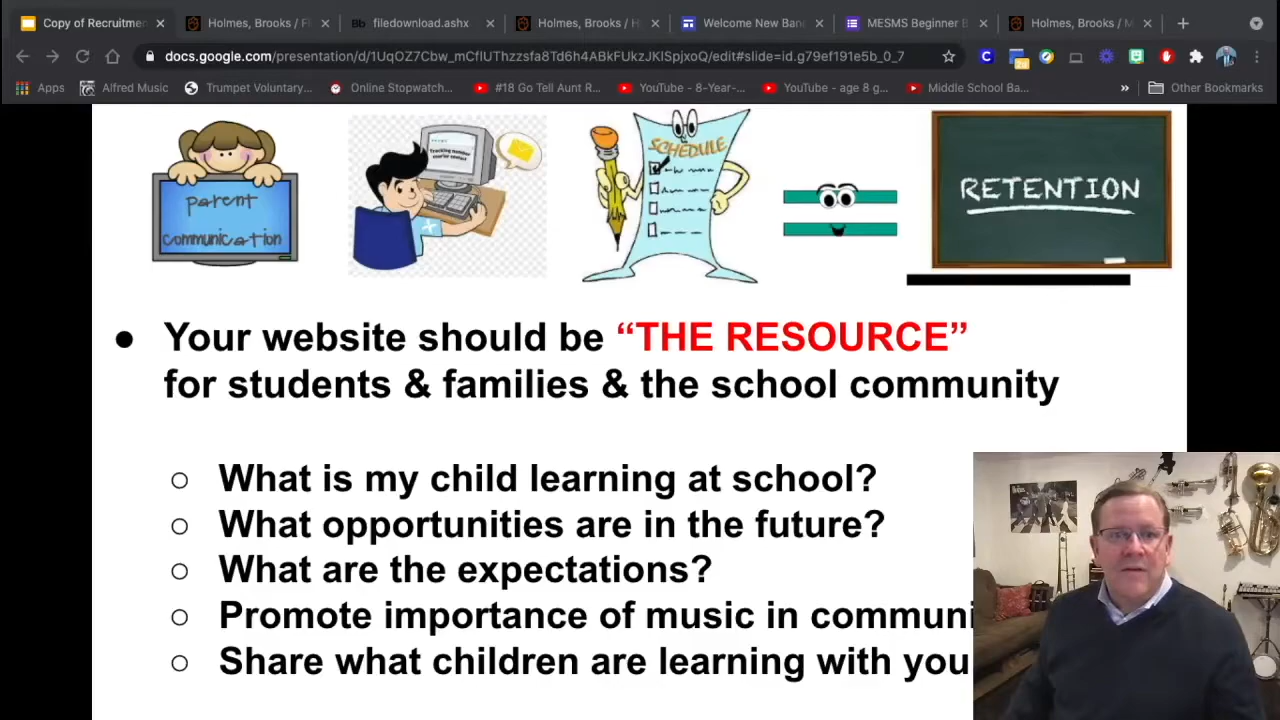 Copy of Recruitmen
Holmes, Brooks / Fi
Bb filedownload.ashx
Holmes, Brooks / H
Welcome New Band
MESMS Beginner B
Holmes, Brooks / M
docs.google.com/presentation/d/1UqOZ7Cbw_mCflUThzzsfa8Td6h4ABkFUkzJKlSpjxoQ/edit#slide=id.g79ef191e5b_0_7
Apps
Alfred Music
Trumpet Voluntary...
Online Stopwatch...
#18 Go Tell Aunt R...
YouTube - 8-Year-...
YouTube - age 8 g...
Middle School Ba...
»
Other Bookmarks
parent
communication
SCHEDULE
RETENTION
● Your website should be “THE RESOURCE”
for students & families & the school community
○ What is my child learning at school?
○ What opportunities are in the future?
○ What are the expectations?
○ Promote importance of music in communi
○ Share what children are learning with you